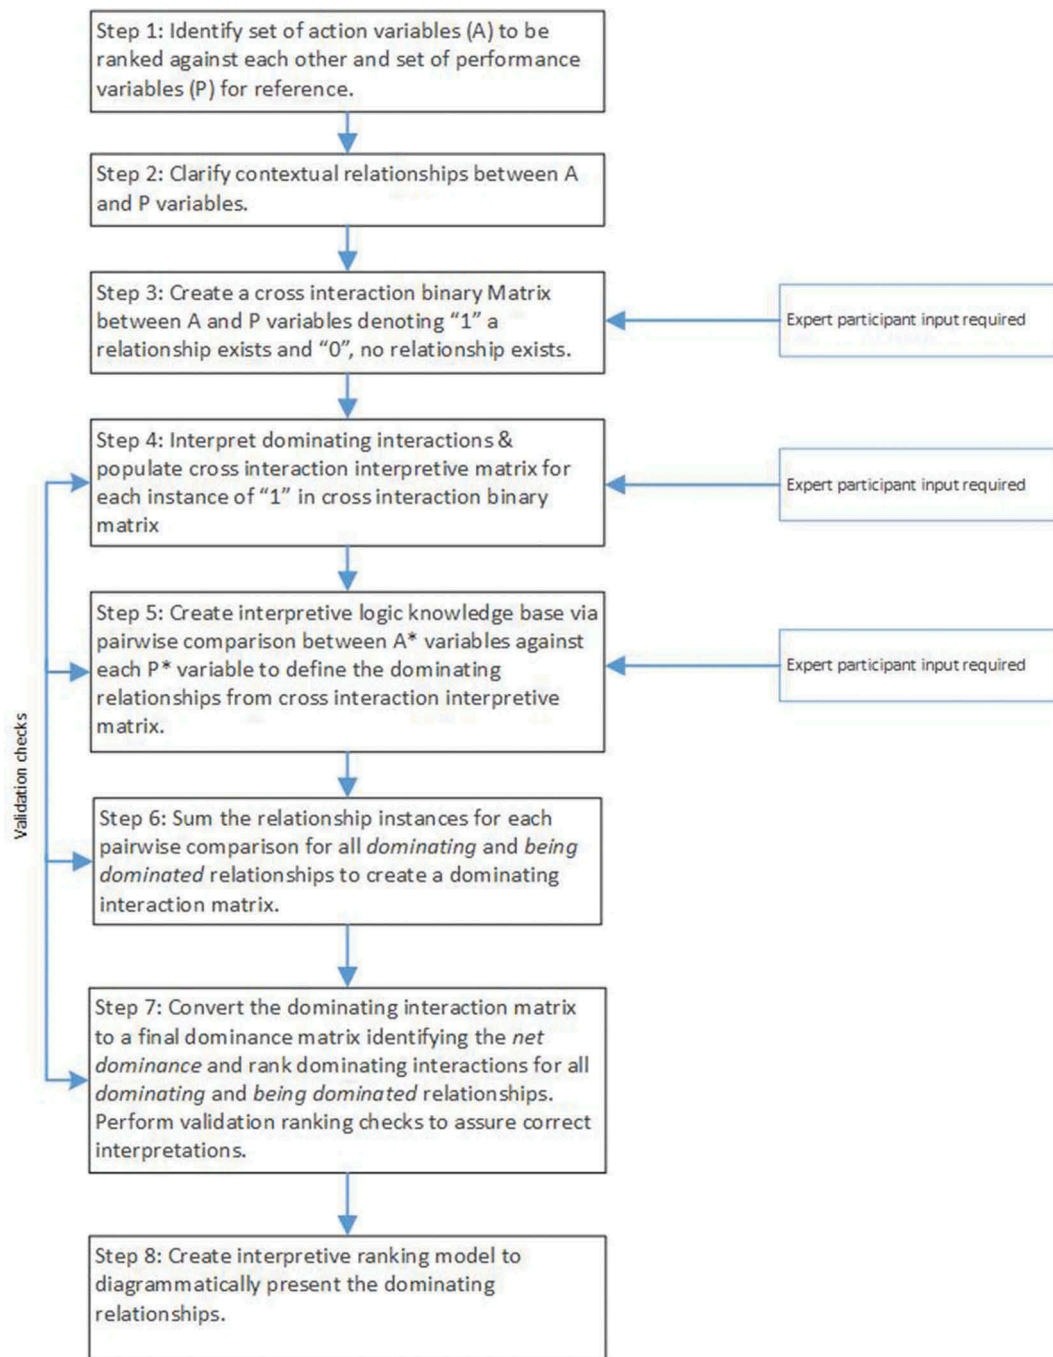 Step 1: Identify set of action variables (A) to be
ranked against each other and set of performance
variables (P) for reference.
Step 2: Clarify contextual relationships between A
and P variables.
Step 3: Create a cross interaction binary Matrix
between A and P variables denoting “1” a
relationship exists and “0”, no relationship exists.
Expert participant input required
Step 4: Interpret dominating interactions &
populate cross interaction interpretive matrix for
each instance of “1” in cross interaction binary
matrix
Expert participant input required
Step 5: Create interpretive logic knowledge base via
pairwise comparison between A* variables against
each P* variable to define the dominating
relationships from cross interaction interpretive
matrix.
Expert participant input required
Validation checks
Step 6: Sum the relationship instances for each
pairwise comparison for all dominating and being
dominated relationships to create a dominating
interaction matrix.
Step 7: Convert the dominating interaction matrix
to a final dominance matrix identifying the net
dominance and rank dominating interactions for all
dominating and being dominated relationships.
Perform validation ranking checks to assure correct
interpretations.
Step 8: Create interpretive ranking model to
diagrammatically present the dominating
relationships.